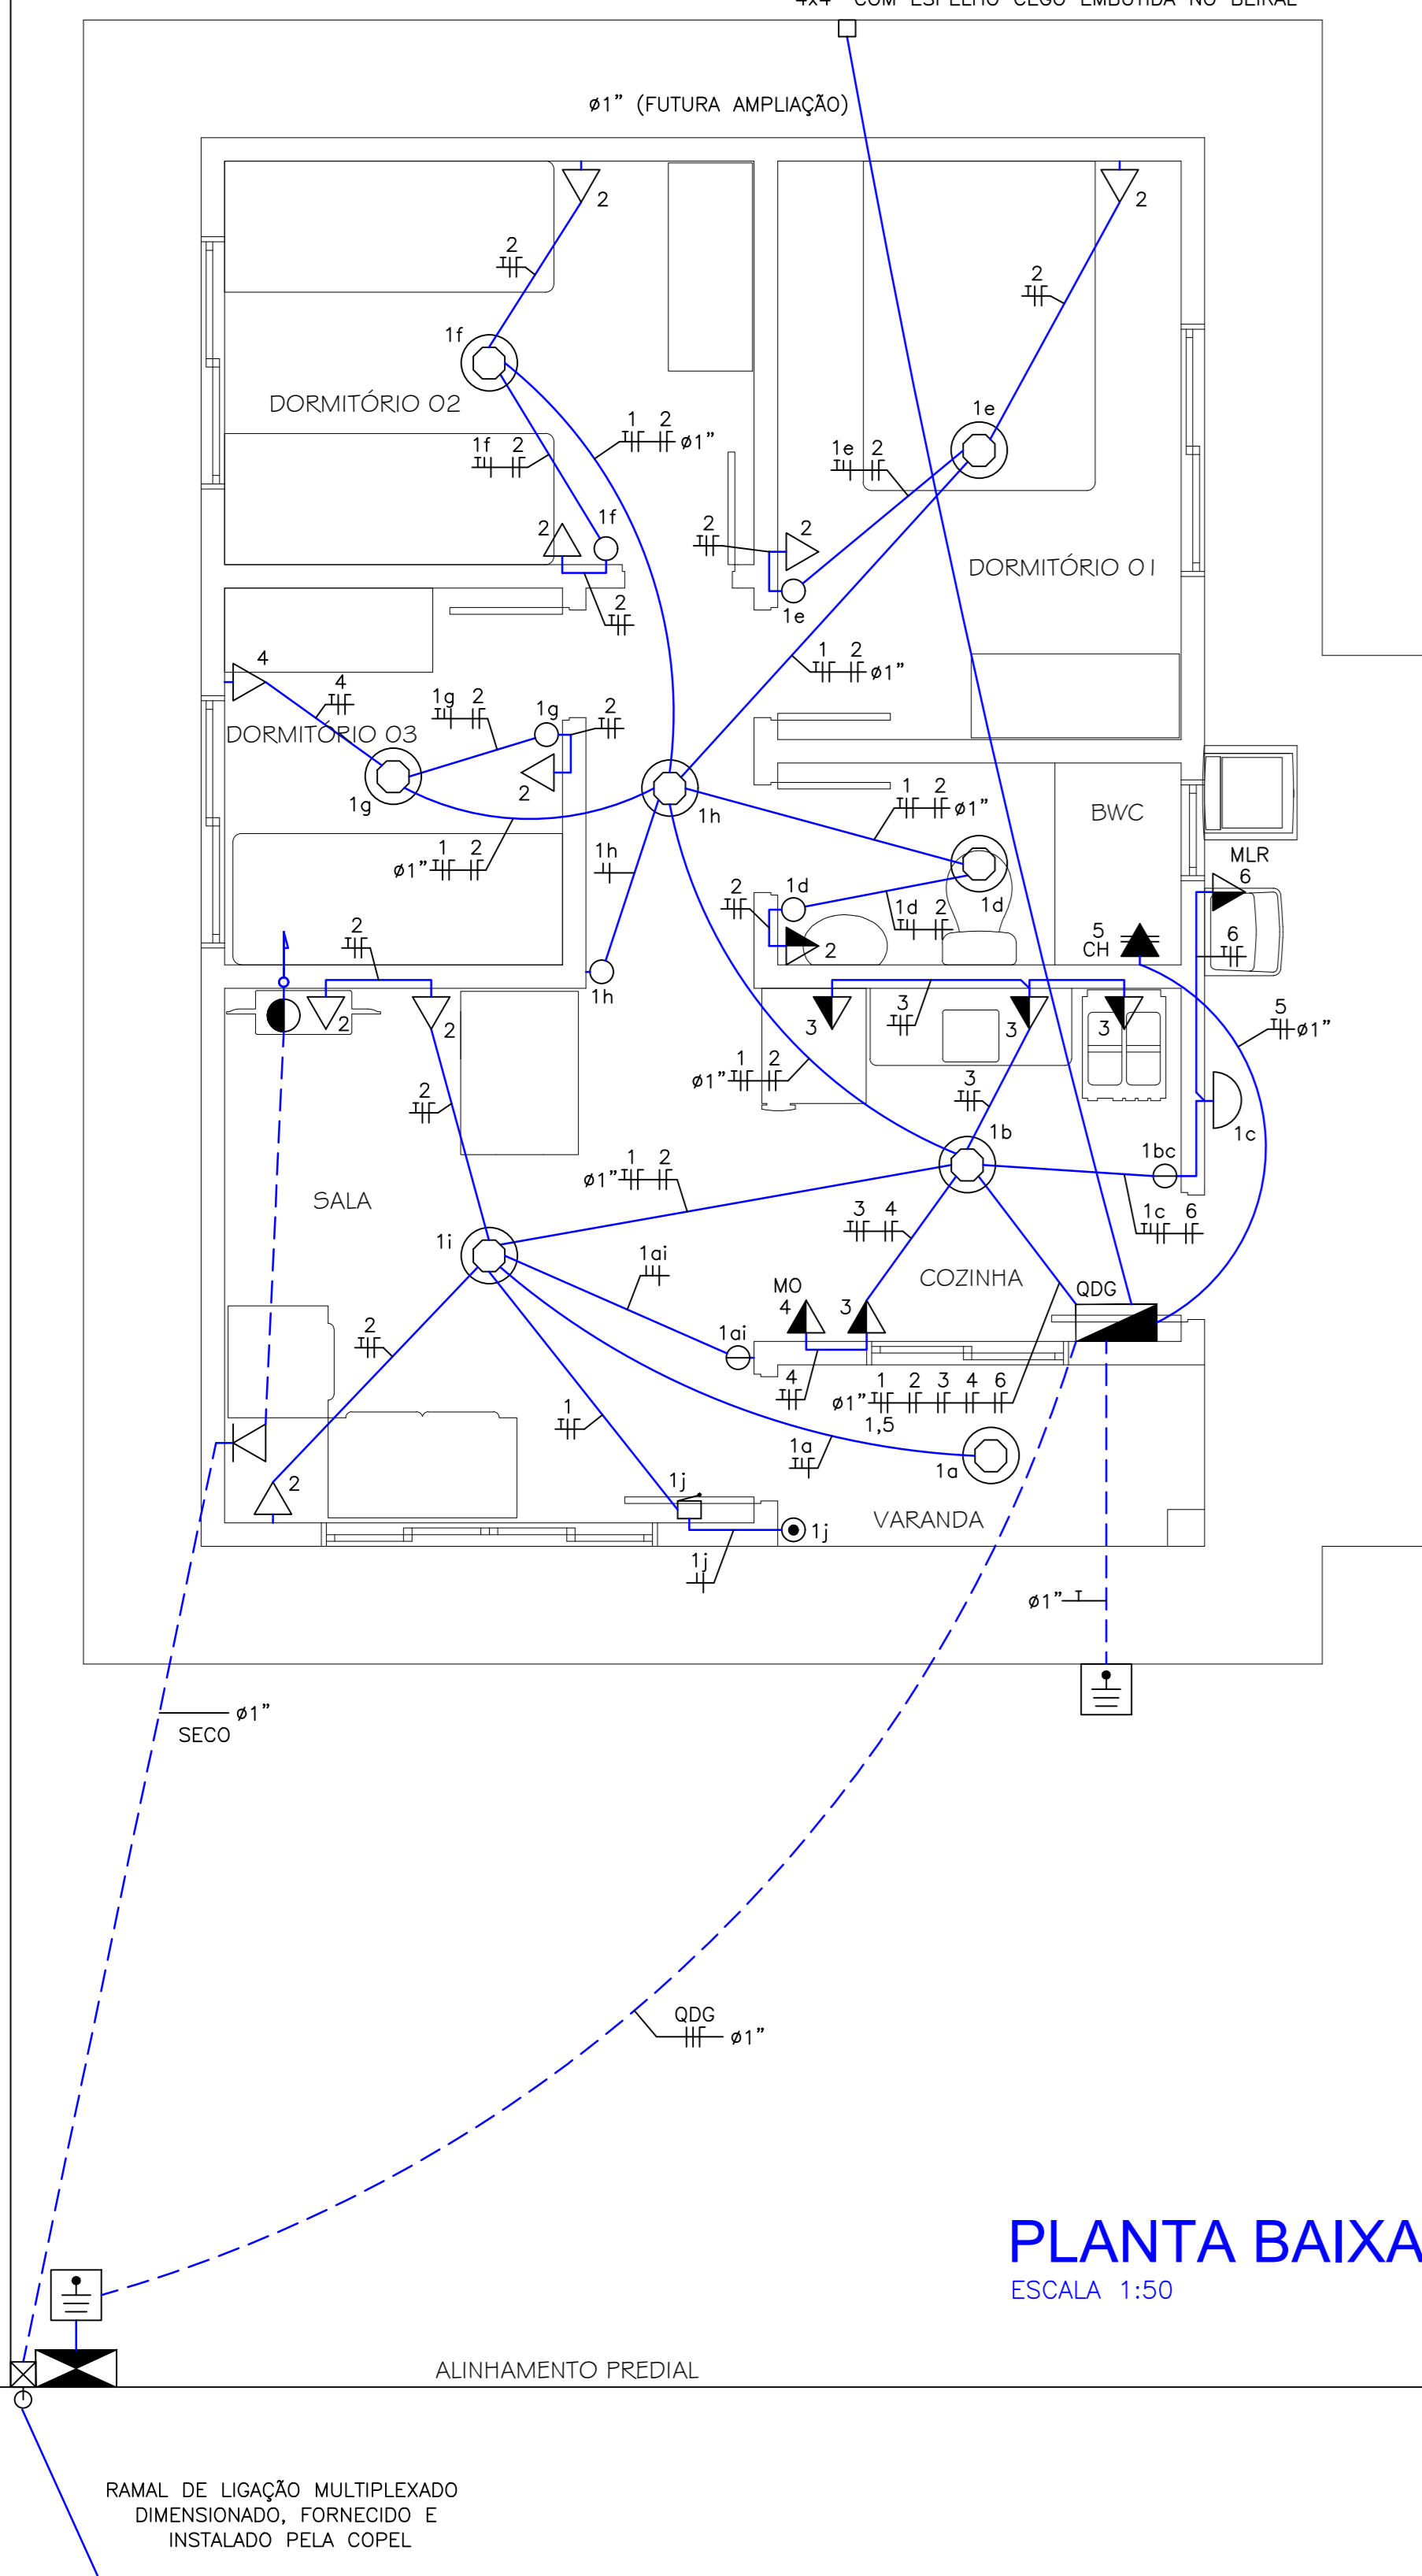 4x4" COM ESPELHO CEGO EMBUTIDA NO BEIRAL
ø1" (FUTURA AMPLIAÇÃO)
2
2
2
2
1f
1e
DORMITÓRIO 02
1 2 ø1"
1f 2
1e 2
2
1f
2
2
DORMITÓRIO 01
1e
2
4
4
1 2 ø1"
1g 2
1g
2
DORMITÓRIO 03
2
1g
1h
1 2 ø1"
BWC
MLR
6
ø1" 1 2
1h
2
1d
1d
1d 2
2
5
CH
6
2
1h
2
2
3
3
3
3
5 ø1"
ø1" 1 2
2
3
1b
1bc
1c
ø1" 1 2
SALA
3 4
1c 6
1i
1ai
COZINHA
QDG
MO
4
3
2
1ai
4
ø1" 1 2 3 4 6
1,5
1
1a
1a
2
1j
VARANDA
1j
1j
ø1" T
ø1"
SECO
QDG
ø1"
PLANTA BAIXA
ESCALA 1:50
ALINHAMENTO PREDIAL
RAMAL DE LIGAÇÃO MULTIPLEXADO
DIMENSIONADO, FORNECIDO E
INSTALADO PELA COPEL